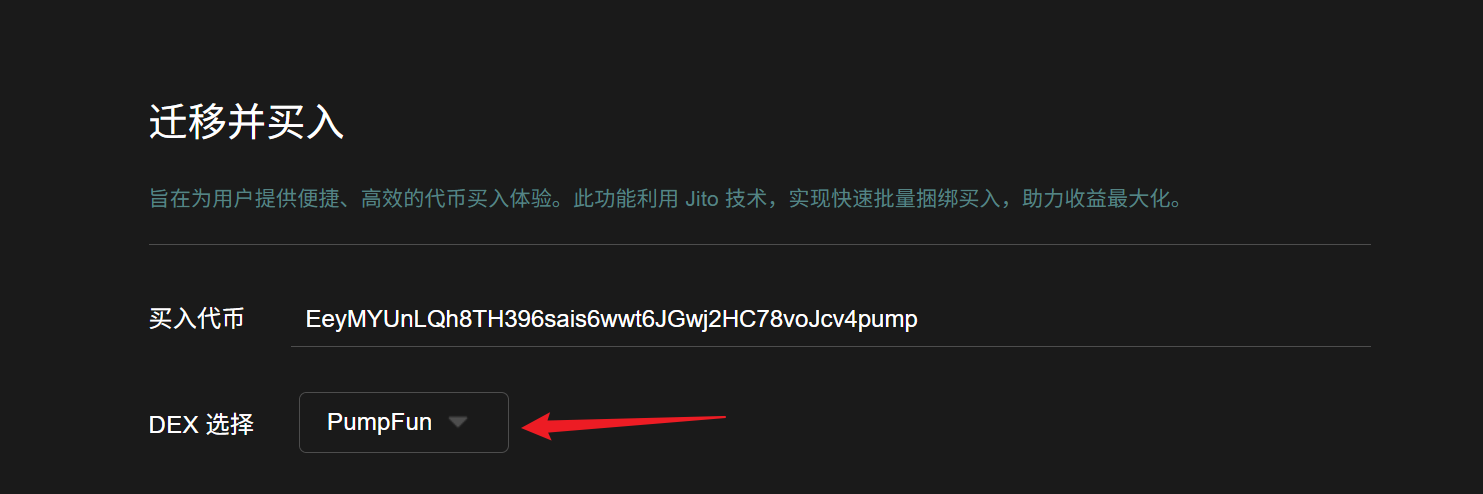 迁移并买入
旨在为用户提供便捷、高效的代币买入体验。此功能利用 Jito 技术，实现快速批量捆绑买入，助力收益最大化。
买入代币 EeyMYUnLQh8TH396sais6wwt6JGwj2HC78voJcv4pump
DEX 选择 PumpFun